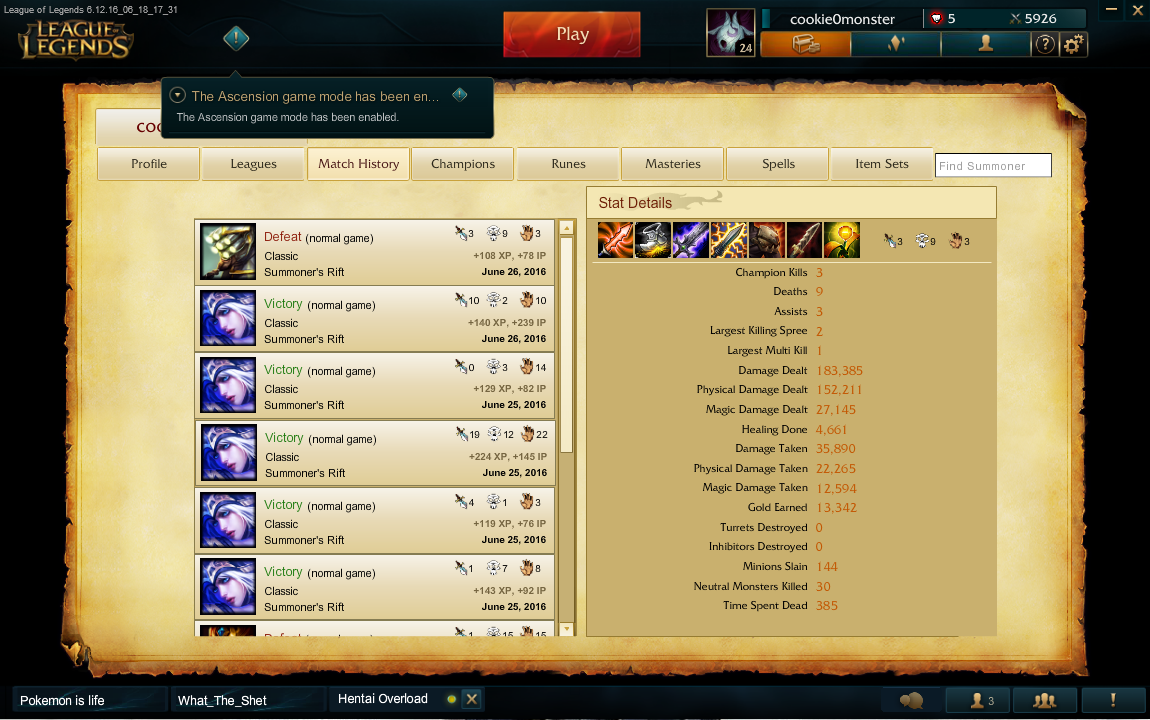 League of Legends 6.12.16_06_18_17_31
LEAGUE OF LEGENDS
Play
24
cookie0monster
5
5926
?
The Ascension game mode has been en...
The Ascension game mode has been enabled.
Profile
Leagues
Match History
Champions
Runes
Masteries
Spells
Item Sets
Find Summoner
Defeat (normal game) 3 9 3
Classic +108 XP, +78 IP
Summoner's Rift June 26, 2016
Victory (normal game) 10 2 10
Classic +140 XP, +239 IP
Summoner's Rift June 26, 2016
Victory (normal game) 0 3 14
Classic +129 XP, +82 IP
Summoner's Rift June 25, 2016
Victory (normal game) 19 12 22
Classic +224 XP, +145 IP
Summoner's Rift June 25, 2016
Victory (normal game) 4 1 3
Classic +119 XP, +76 IP
Summoner's Rift June 25, 2016
Victory (normal game) 1 7 8
Classic +143 XP, +92 IP
Summoner's Rift June 25, 2016
Defeat 1 15 15
Stat Details
3 9 3
Champion Kills 3
Deaths 9
Assists 3
Largest Killing Spree 2
Largest Multi Kill 1
Damage Dealt 183,385
Physical Damage Dealt 152,211
Magic Damage Dealt 27,145
Healing Done 4,661
Damage Taken 35,890
Physical Damage Taken 22,265
Magic Damage Taken 12,594
Gold Earned 13,342
Turrets Destroyed 0
Inhibitors Destroyed 0
Minions Slain 144
Neutral Monsters Killed 30
Time Spent Dead 385
Pokemon is life
What_The_Shet
Hentai Overload
3
!